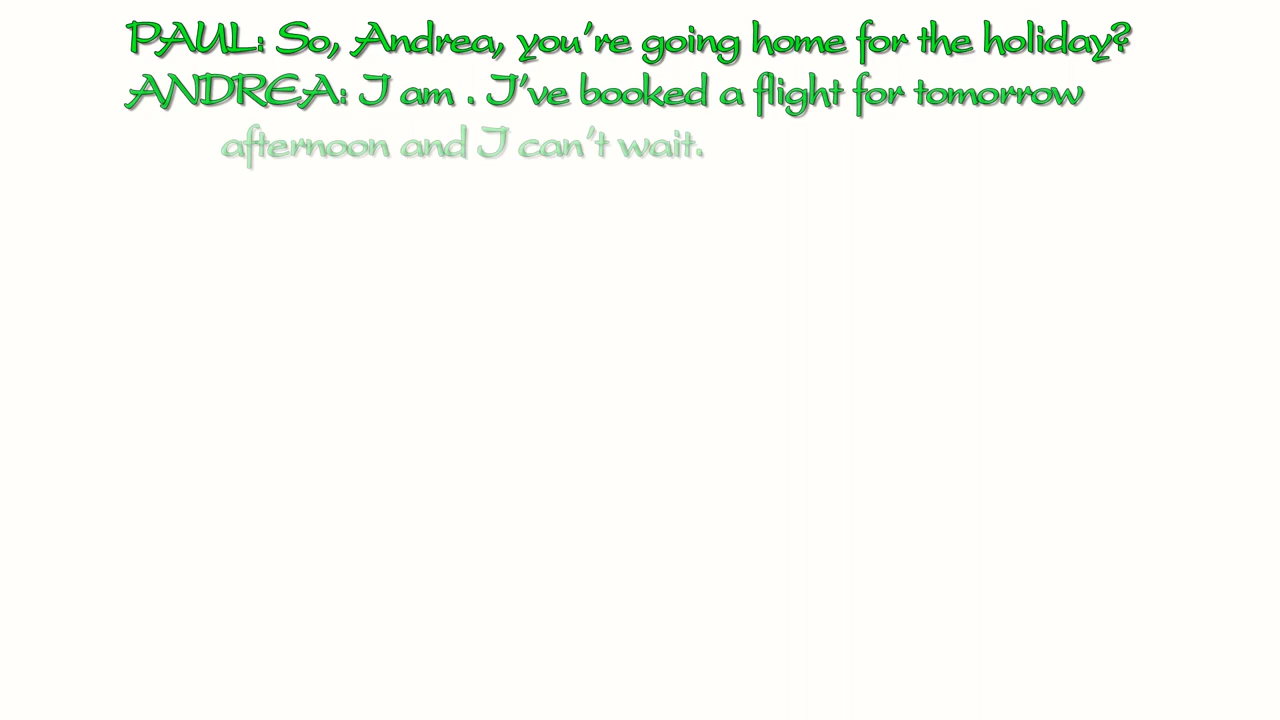 PAUL: So, Andrea, you're going home for the holiday?
ANDREA: I am . I've booked a flight for tomorrow
afternoon and I can't wait.